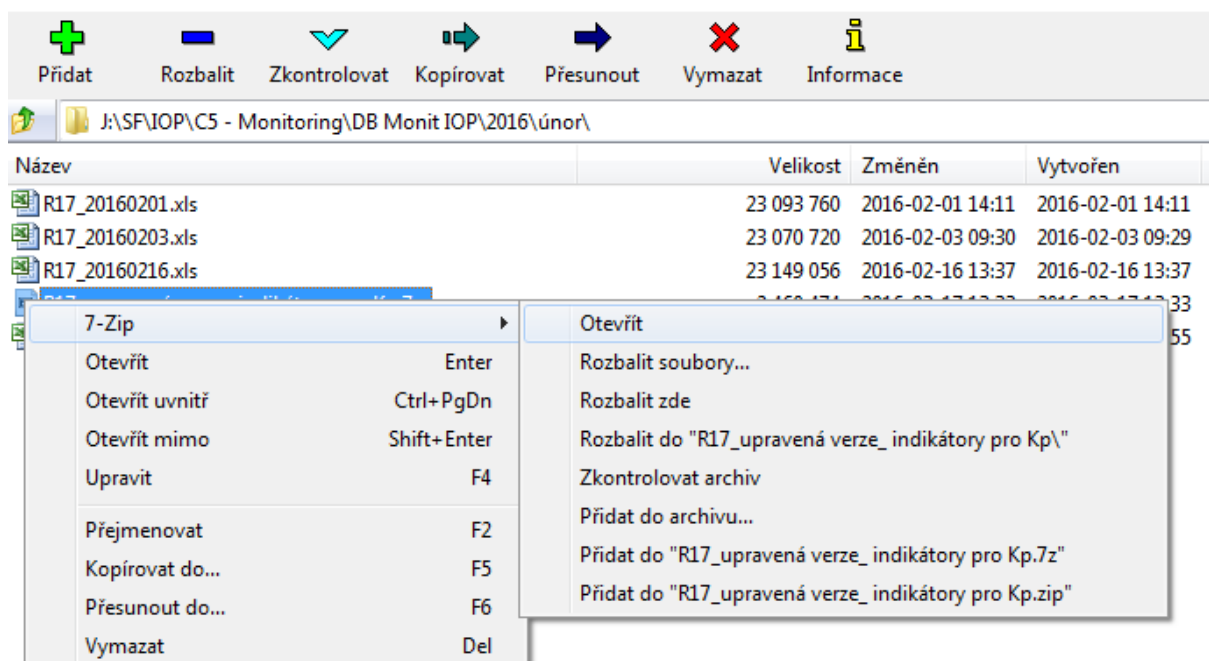 Přidat Rozbalit Zkontrolovat Kopírovat Přesunout Vymazat Informace
J:\SF\IOP\C5 - Monitoring\DB Monit IOP\2016\únor\
Název Velikost Změněn Vytvořen
R17_20160201.xls 23 093 760 2016-02-01 14:11 2016-02-01 14:11
R17_20160203.xls 23 070 720 2016-02-03 09:30 2016-02-03 09:29
R17_20160216.xls 23 149 056 2016-02-16 13:37 2016-02-16 13:37
33
55
7-Zip
Otevřít Enter
Otevřít uvnitř Ctrl+PgDn
Otevřít mimo Shift+Enter
Upravit F4
Přejmenovat F2
Kopírovat do... F5
Přesunout do... F6
Vymazat Del
Otevřít
Rozbalit soubory...
Rozbalit zde
Rozbalit do "R17_upravená verze_ indikátory pro Kp\"
Zkontrolovat archiv
Přidat do archivu...
Přidat do "R17_upravená verze_ indikátory pro Kp.7z"
Přidat do "R17_upravená verze_ indikátory pro Kp.zip"